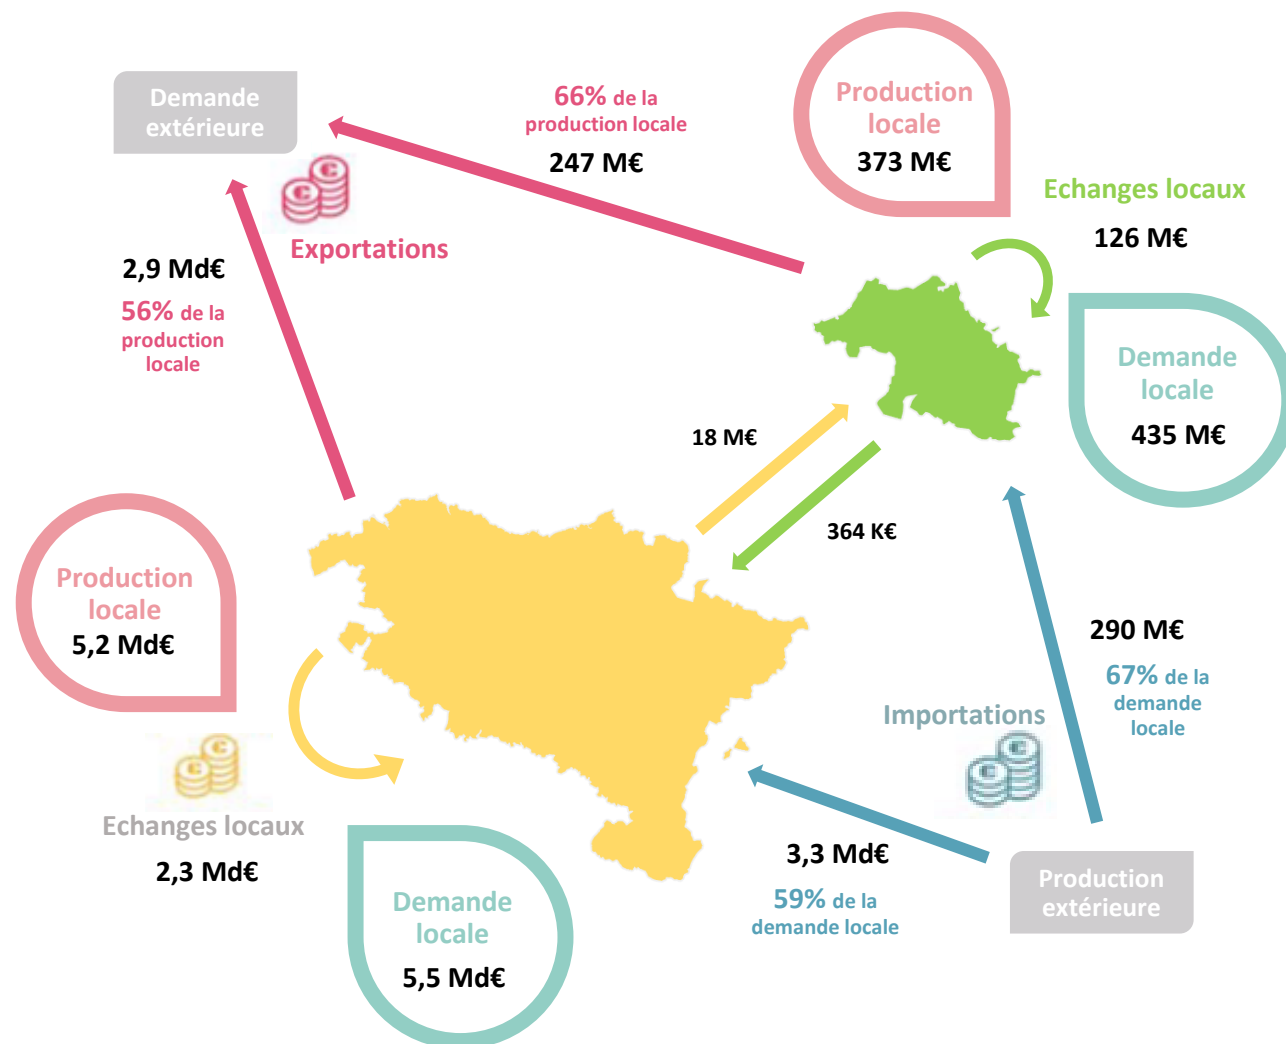 Demande
extérieure
66% de la
production locale
247 M€
Production
locale
373 M€
Echanges locaux
126 M€
Exportations
2,9 Md€
56% de la
production
locale
Demande
locale
435 M€
18 M€
364 K€
Production
locale
5,2 Md€
290 M€
67% de la
demande
locale
Importations
Echanges locaux
2,3 Md€
3,3 Md€
59% de la
demande locale
Production
extérieure
Demande
locale
5,5 Md€